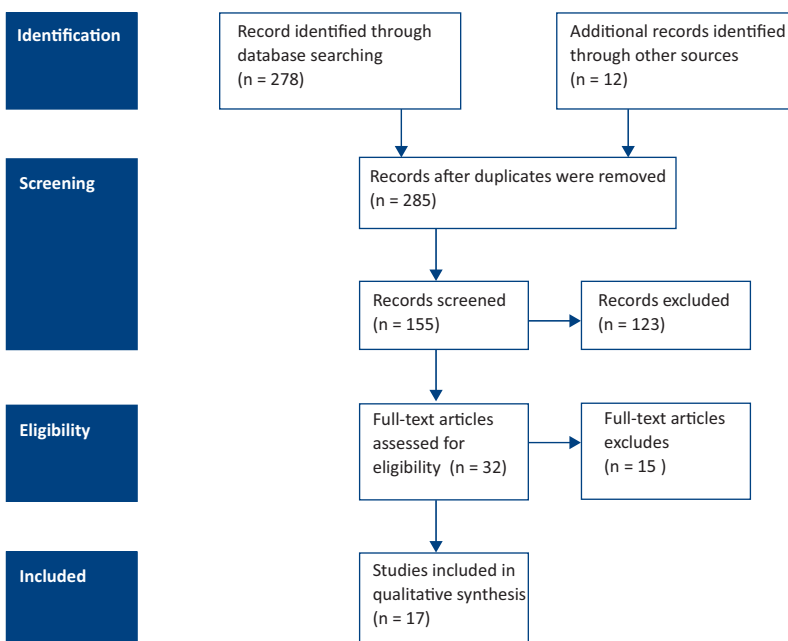 Identification
Record identified through
database searching
(n = 278)
Additional records identified
through other sources
(n = 12)
Screening
Records after duplicates were removed
(n = 285)
Records screened
(n = 155)
Records excluded
(n = 123)
Eligibility
Full-text articles
assessed for
eligibility (n = 32)
Full-text articles
excludes
(n = 15 )
Included
Studies included in
qualitative synthesis
(n = 17)